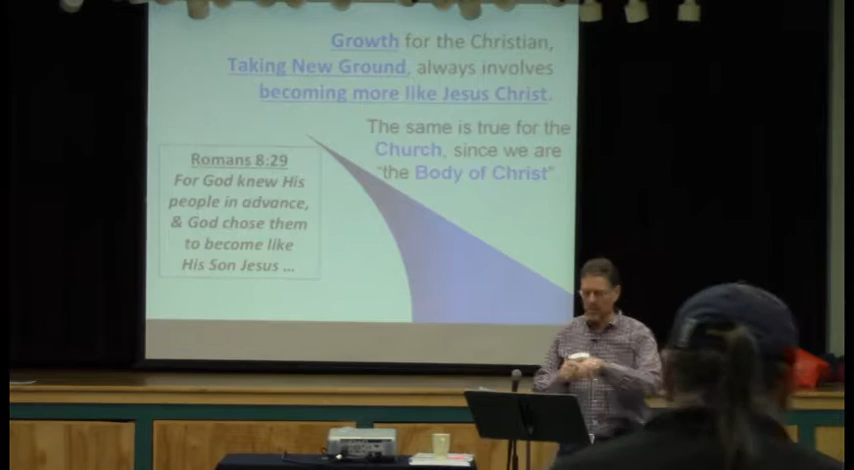 Growth for the Christian,
Taking New Ground, always involves
becoming more like Jesus Christ.
The same is true for the
Church, since we are
"the Body of Christ"
Romans 8:29
For God knew His
people in advance,
& God chose them
to become like
His Son Jesus ...